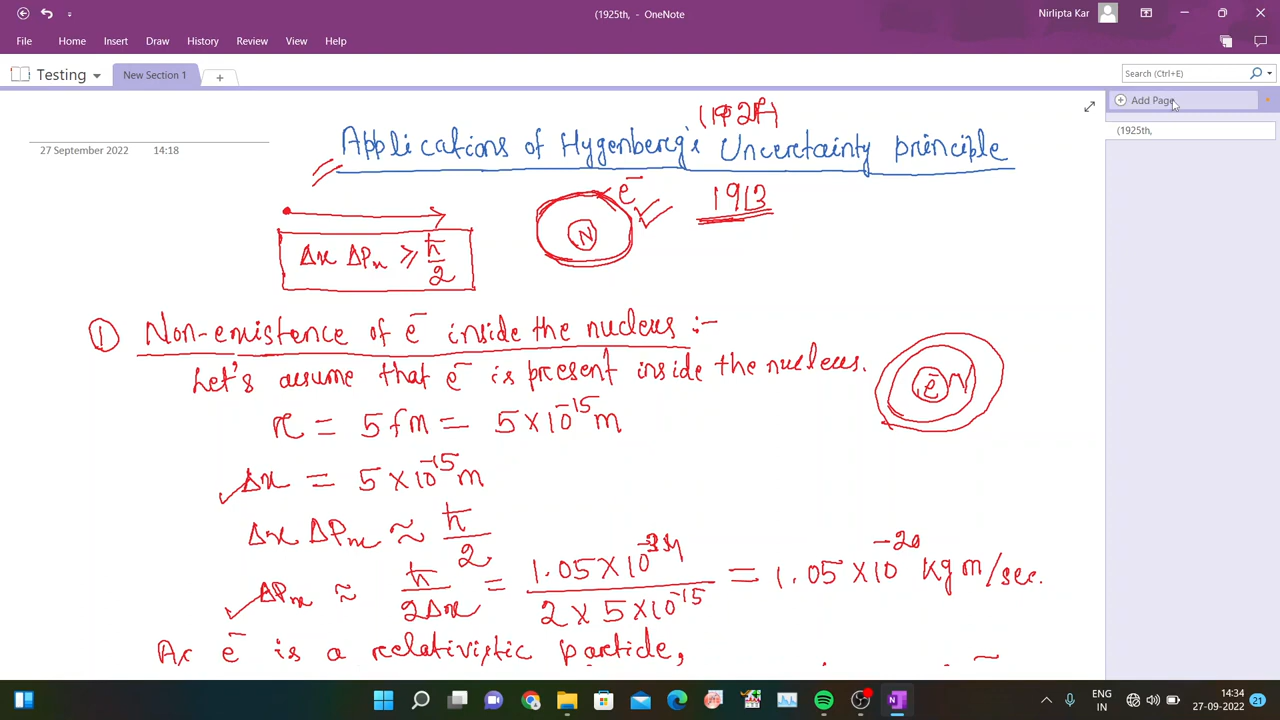 (1925th, - OneNote
Nirlipta Kar
File Home Insert Draw History Review View Help
Testing
New Section 1
Search (Ctrl+E)
Add Page
(1925th,
27 September 2022 14:18
Applications of Hygenberg's Uncertainty principle
e⁻
1913
N
Δx ΔPx ≥ ħ/2
① Non-existence of e⁻ inside the nucleus :-
Let's assume that e⁻ is present inside the nucleus.
e⁻
r = 5 fm = 5×10⁻¹⁵ m
Δx = 5×10⁻¹⁵ m
Δx ΔPx ≈ ħ/2
ΔPx ≈ ħ/2Δx = 1.05×10⁻³⁴/2×5×10⁻¹⁵ = 1.05×10⁻²⁰ kg m/sec.
As e⁻ is a relativistic particle,
ENG
IN
14:34
27-09-2022
21